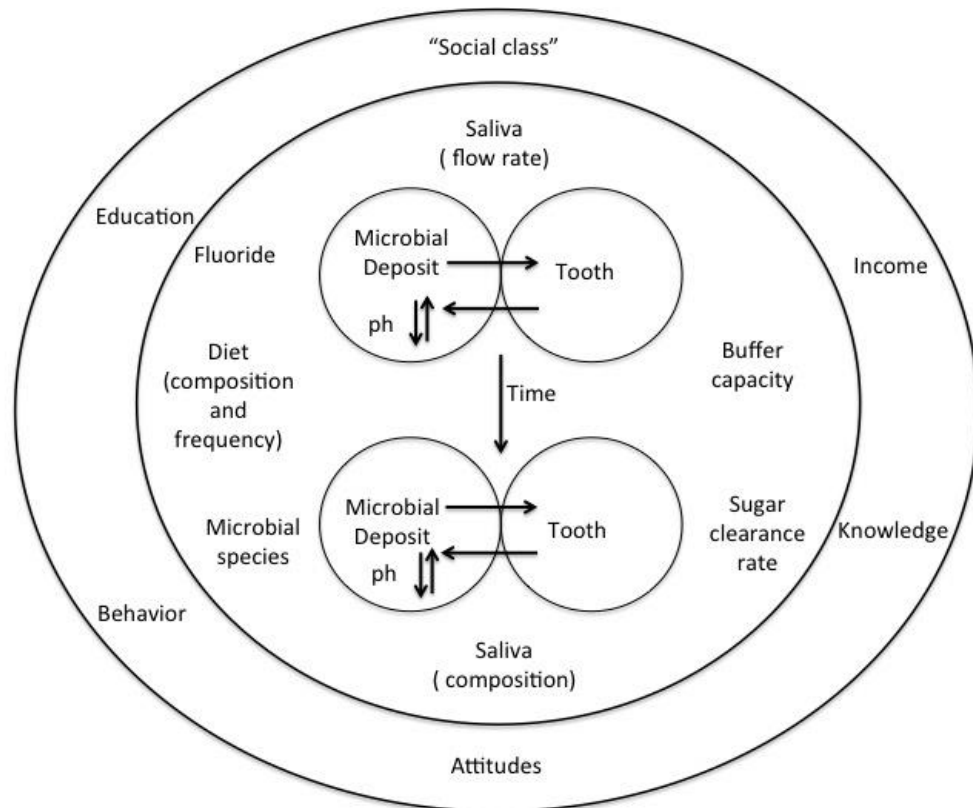 “Social class”
Saliva
( flow rate)
Education
Fluoride
Microbial
Deposit
Tooth
ph
Income
Diet
(composition
and
frequency)
Time
Buffer
capacity
Microbial
species
Microbial
Deposit
Tooth
ph
Sugar
clearance
rate
Knowledge
Behavior
Saliva
( composition)
Attitudes